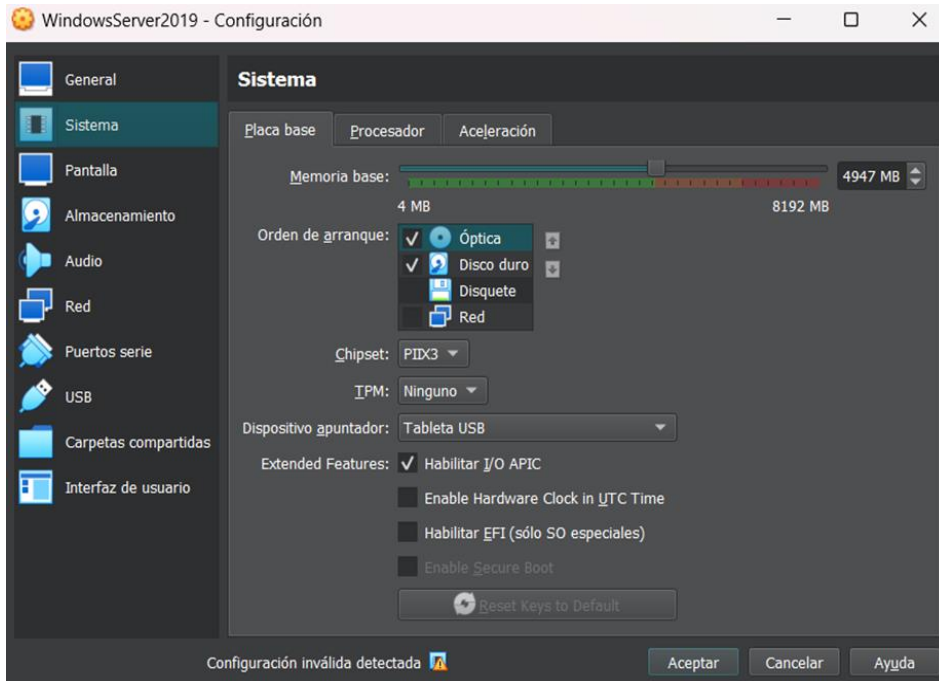 WindowsServer2019 - Configuración
General
Sistema
Pantalla
Almacenamiento
Audio
Red
Puertos serie
USB
Carpetas compartidas
Interfaz de usuario
Sistema
Placa base Procesador Aceleración
Memoria base: 4947 MB
4 MB 8192 MB
Orden de arranque: Óptica
Disco duro
Disquete
Red
Chipset: PIIX3
TPM: Ninguno
Dispositivo apuntador: Tableta USB
Extended Features: Habilitar I/O APIC
Enable Hardware Clock in UTC Time
Habilitar EFI (sólo SO especiales)
Enable Secure Boot
Reset Keys to Default
Configuración inválida detectada Aceptar Cancelar Ayuda